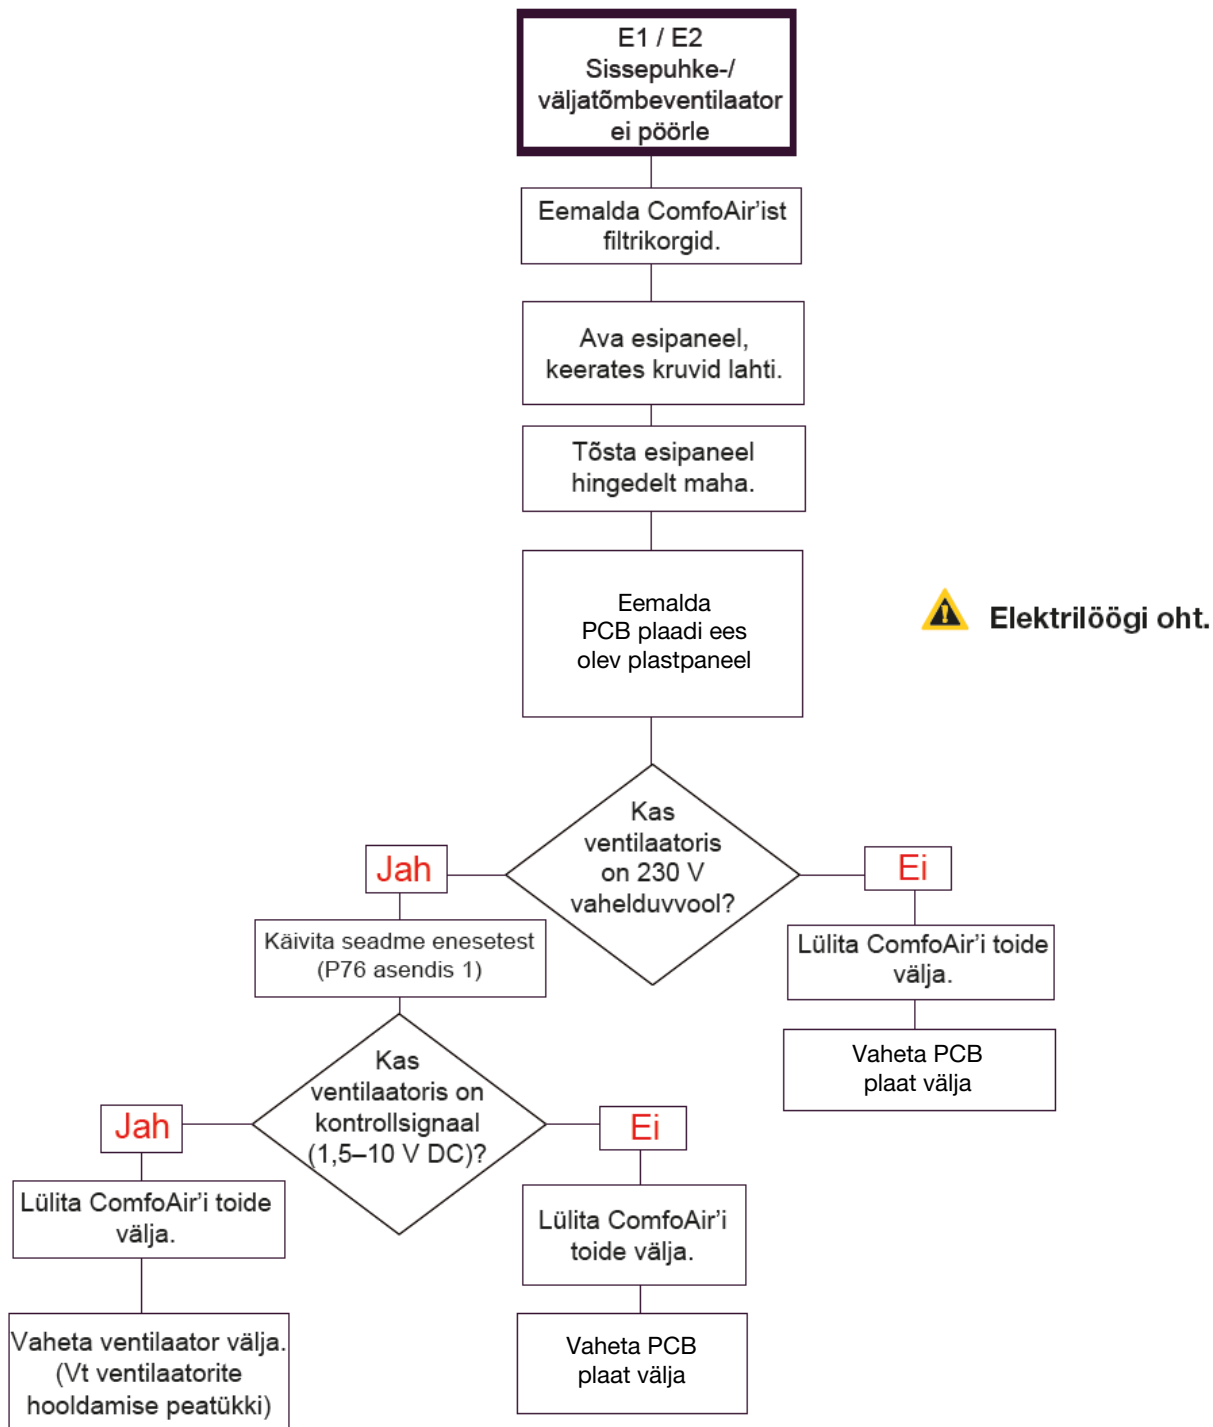 E1 / E2
Sissepuhke-/
väljatõmbeventilaator
ei pöörle
Eemalda ComfoAir’ist
filtrikorgid.
Ava esipaneel,
keerates kruvid lahti.
Tõsta esipaneel
hingedelt maha.
Eemalda
PCB plaadi ees
olev plastpaneel
Elektrilöögi oht.
Kas
ventilaatoris
on 230 V
vahelduvvool?
Jah
Ei
Käivita seadme enesetest
(P76 asendis 1)
Lülita ComfoAir’i toide
välja.
Vaheta PCB
plaat välja
Kas
ventilaatoris on
kontrollsignaal
(1,5–10 V DC)?
Jah
Ei
Lülita ComfoAir’i toide
välja.
Vaheta ventilaator välja.
(Vt ventilaatorite
hooldamise peatükki)
Lülita ComfoAir’i
toide välja.
Vaheta PCB
plaat välja